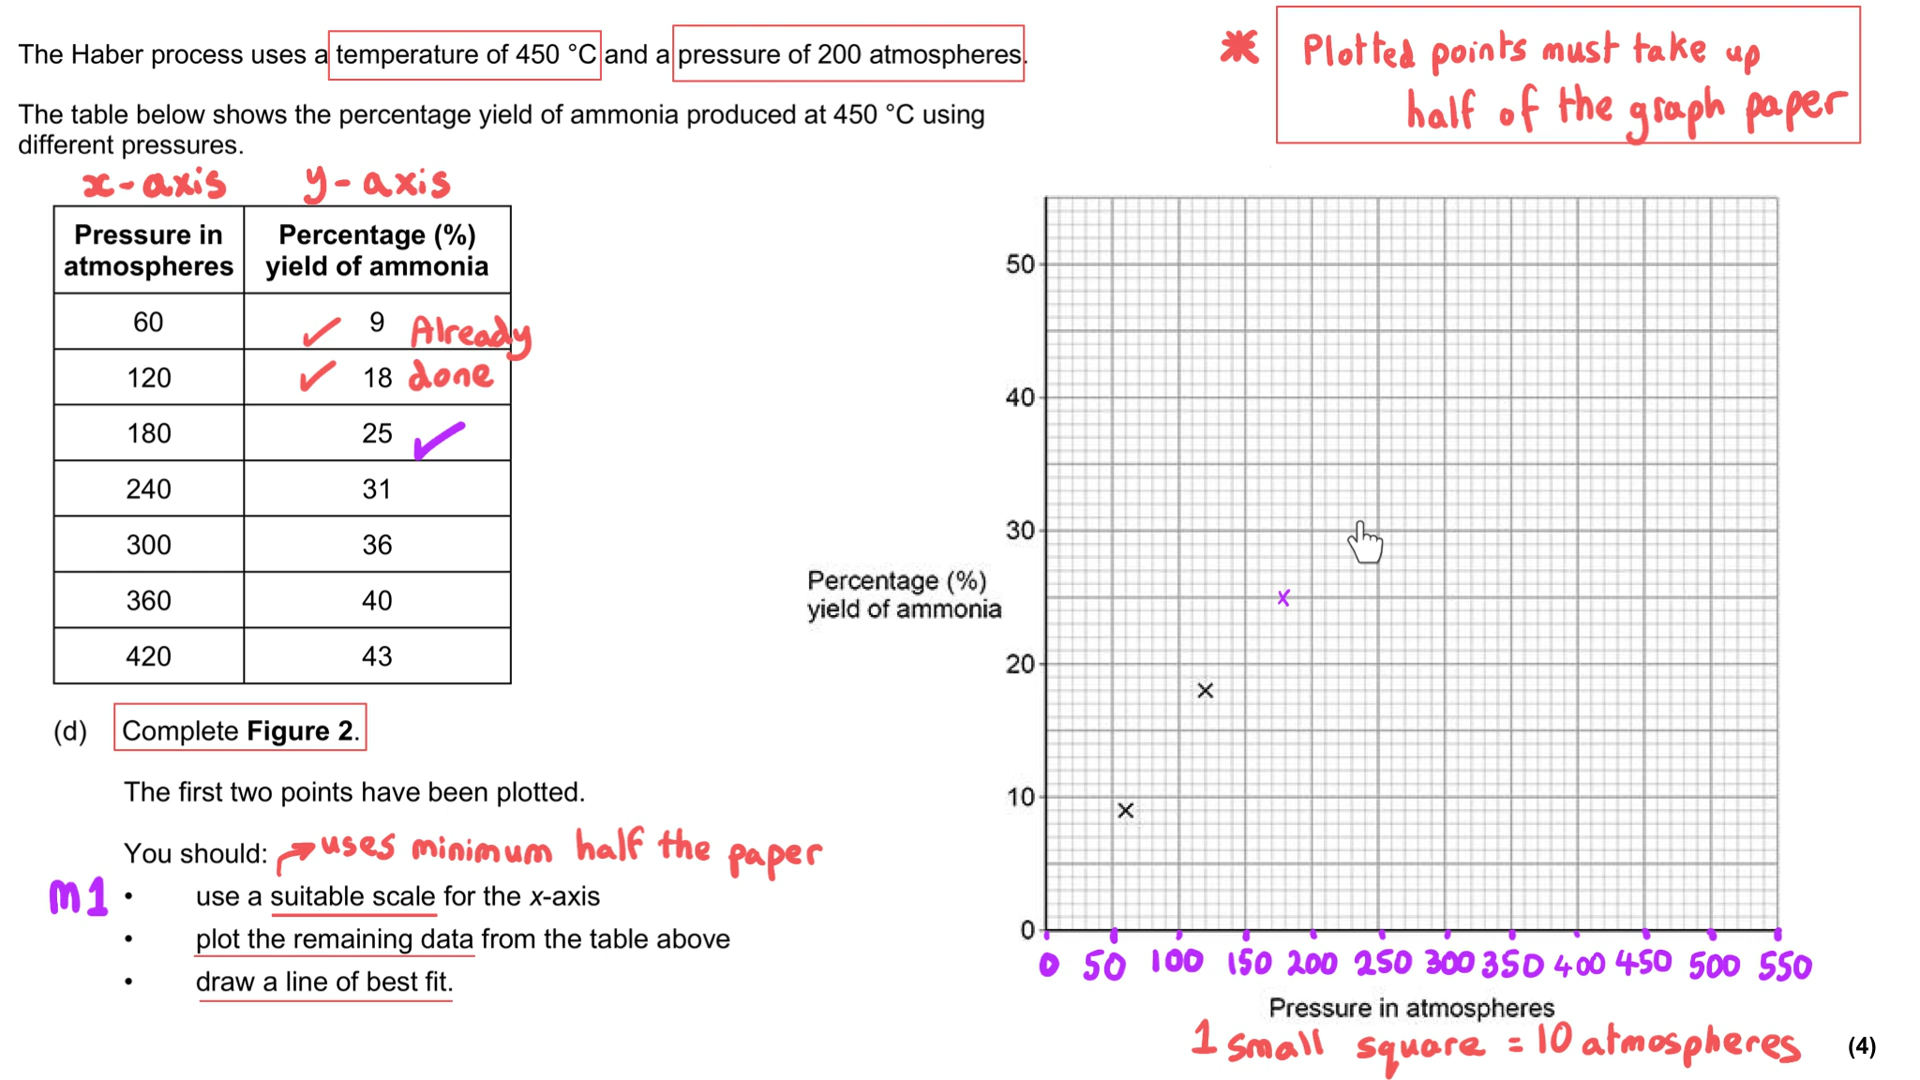 The Haber process uses a temperature of 450 °C and a pressure of 200 atmospheres.
* Plotted points must take up
half of the graph paper
The table below shows the percentage yield of ammonia produced at 450 °C using
different pressures.
x-axis y-axis
Pressure in atmospheres Percentage (%) yield of ammonia
60 ✓ 9 Already
120 ✓ 18 done
180 25 ✓
240 31
300 36
360 40
420 43
(d) Complete Figure 2.
The first two points have been plotted.
You should: → uses minimum half the paper
M1 • use a suitable scale for the x-axis
• plot the remaining data from the table above
• draw a line of best fit.
50
40
30
Percentage (%)
yield of ammonia
20
10
0
0 50 100 150 200 250 300 350 400 450 500 550
Pressure in atmospheres
1 small square = 10 atmospheres
(4)